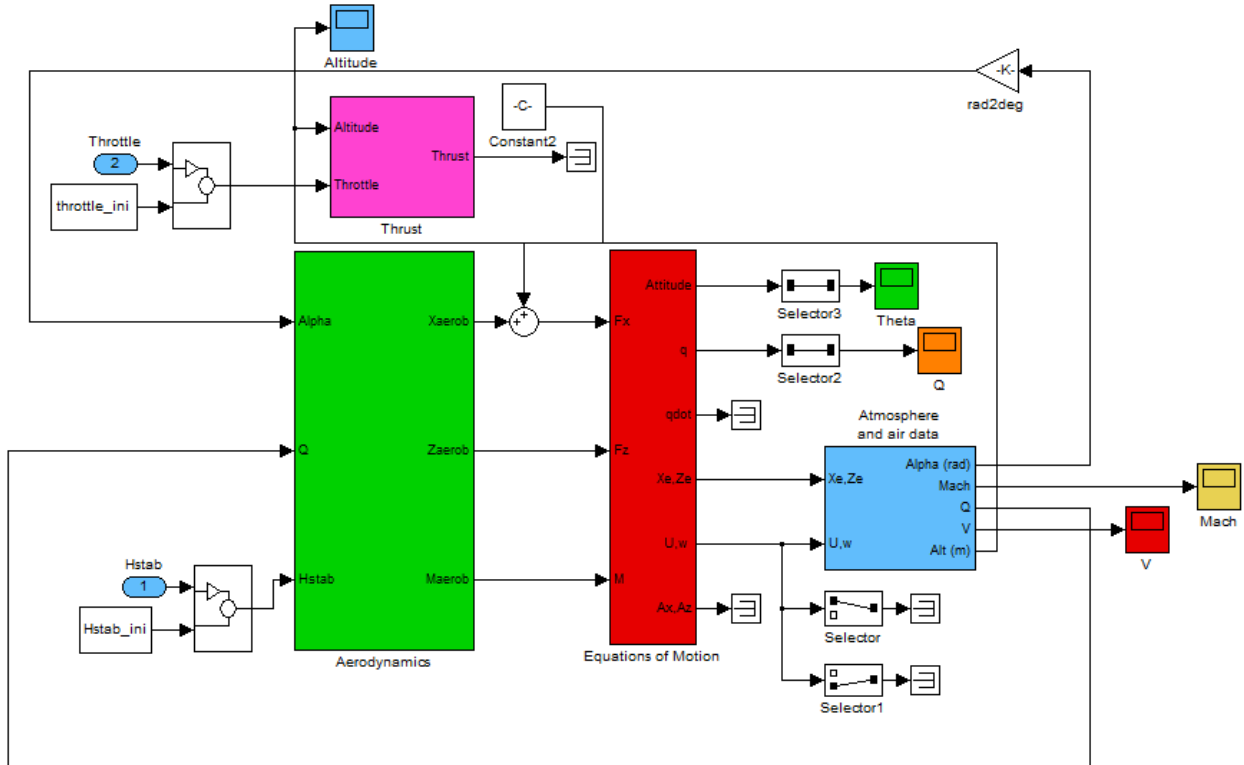 Altitude
-K-
rad2deg
-C-
Constant2
Altitude
Thrust
Throttle
Thrust
Throttle
2
throttle_ini
Alpha
Xaerob
Q
Zaerob
Hstab
Maerob
Aerodynamics
Hstab
1
Hstab_ini
+
+
Attitude
Fx
q
qdot
Fz
Xe,Ze
U,w
M
Ax,Az
Equations of Motion
Selector3
Theta
Selector2
Q
Atmosphere
and air data
Alpha (rad)
Xe,Ze
Mach
Q
V
U,w
Alt (m)
Mach
V
Selector
Selector1